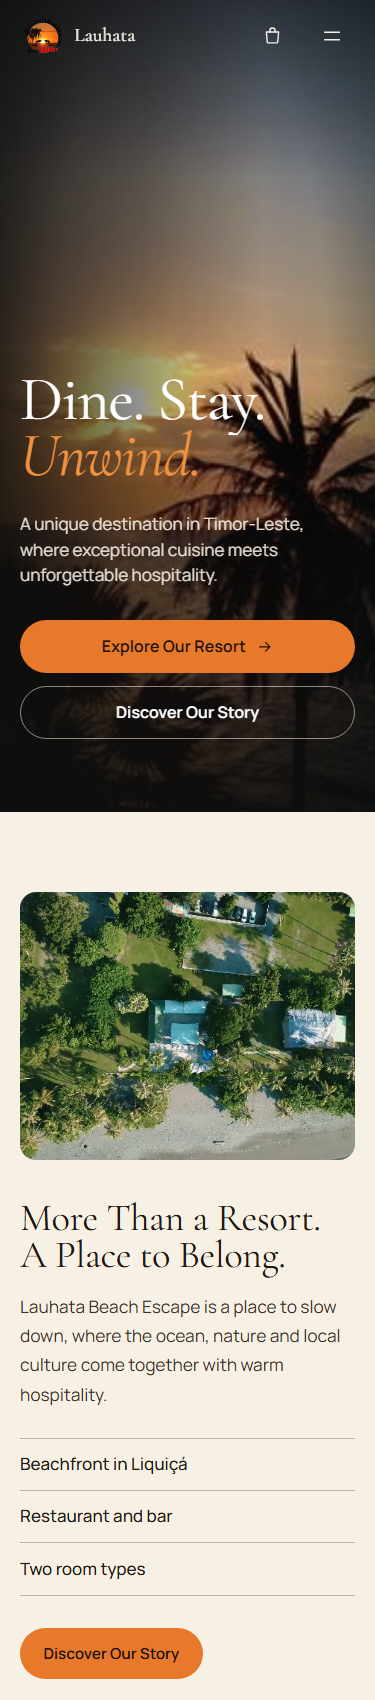 Lauhata
Dine. Stay.
Unwind.
A unique destination in Timor-Leste,
where exceptional cuisine meets
unforgettable hospitality.
Explore Our Resort →
Discover Our Story
More Than a Resort.
A Place to Belong.
Lauhata Beach Escape is a place to slow
down, where the ocean, nature and local
culture come together with warm
hospitality.
Beachfront in Liquiçá
Restaurant and bar
Two room types
Discover Our Story